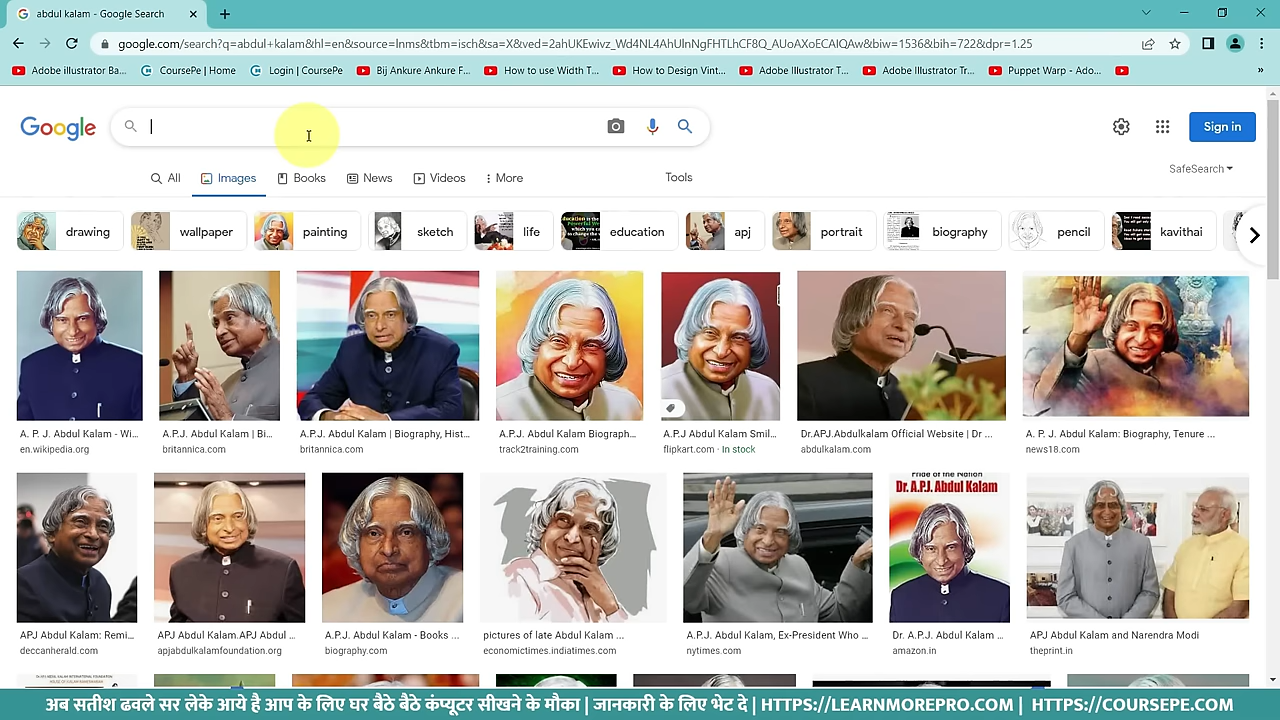 abdul kalam - Google Search
google.com/search?q=abdul+kalam&hl=en&source=lnms&tbm=isch&sa=X&ved=2ahUKEwivz_Wd4NL4AhUlnNgFHTLhCF8Q_AUoAXoECAIQAw&biw=1536&bih=722&dpr=1.25
Adobe illustrator Ba... CoursePe | Home Login | CoursePe Bij Ankure Ankure F... How to use Width T... How to Design Vint... Adobe Illustrator T... Adobe Illustrator Tr... Puppet Warp - Ado... »
Google
Sign in
All Images Books News Videos More Tools
SafeSearch
drawing wallpaper painting sketch life education apj portrait biography pencil kavithai
A. P. J. Abdul Kalam - Wi... A.P.J. Abdul Kalam | Bi... A.P.J. Abdul Kalam | Biography, Hist... A.P.J. Abdul Kalam Biograph... A.P.J Abdul Kalam Smil... Dr.APJ.Abdulkalam Official Website | Dr ... A. P. J. Abdul Kalam: Biography, Tenure ...
en.wikipedia.org britannica.com britannica.com track2training.com flipkart.com · In stock abdulkalam.com news18.com
Pride of the Nation
Dr. A.P.J. Abdul Kalam
APJ Abdul Kalam: Remi... APJ Abdul Kalam.APJ Abdul ... A.P.J. Abdul Kalam - Books ... pictures of late Abdul Kalam ... A.P.J. Abdul Kalam, Ex-President Who ... Dr. A.P.J. Abdul Kalam ... APJ Abdul Kalam and Narendra Modi
deccanherald.com apjabdulkalamfoundation.org biography.com economictimes.indiatimes.com nytimes.com amazon.in theprint.in
अब सतीश ढवले सर लेके आये है आप के लिए घर बैठे बैठे कंप्यूटर सीखने के मौका | जानकारी के लिए भेट दे | HTTPS://LEARNMOREPRO.COM | HTTPS://COURSEPE.COM